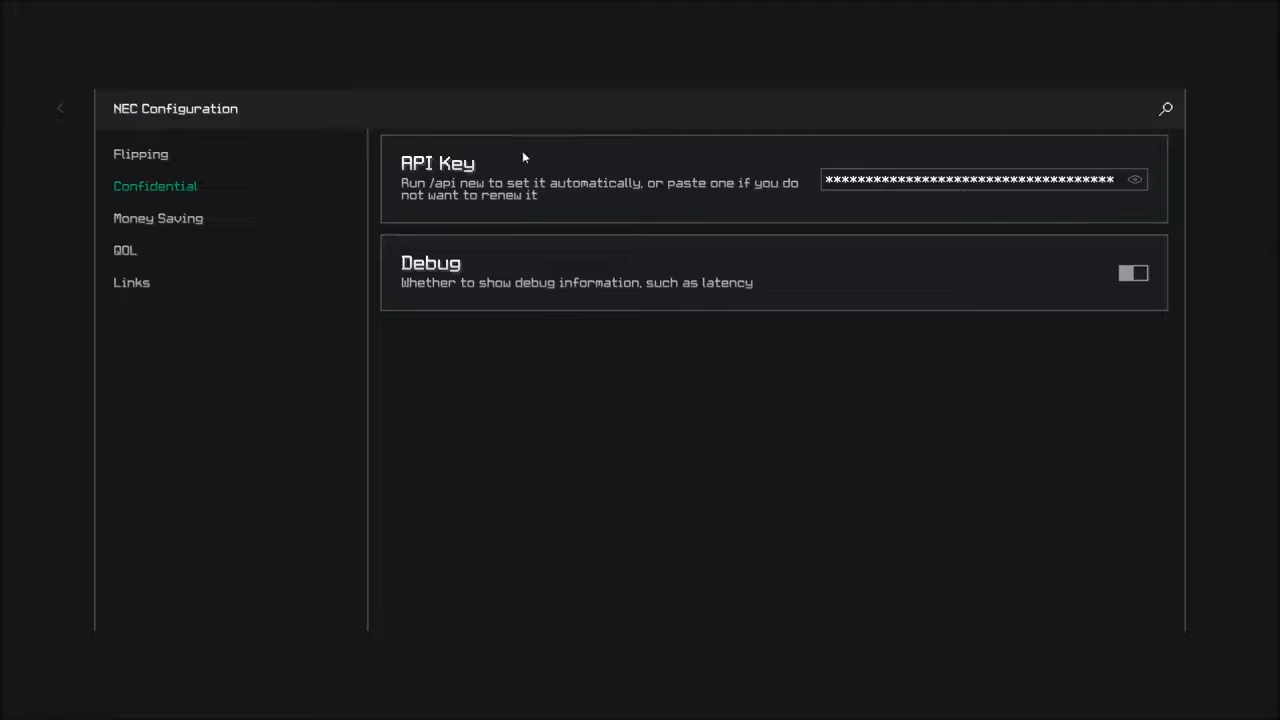 NEC Configuration
Flipping
Confidential
Money Saving
QOL
Links
API Key
Run /api new to set it automatically, or paste one if you do
not want to renew it
************************************
Debug
Whether to show debug information, such as latency